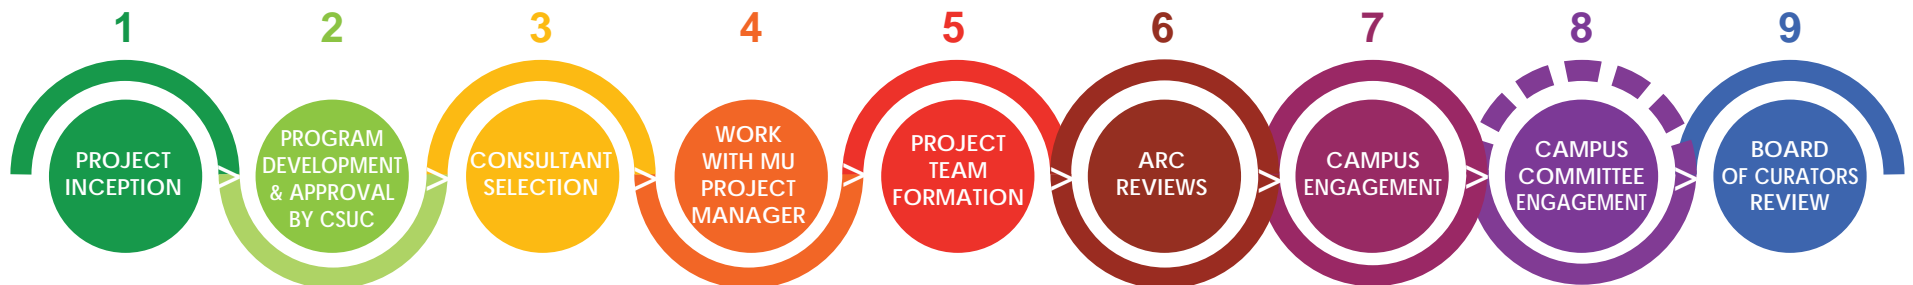 1
PROJECT
INCEPTION
2
PROGRAM
DEVELOPMENT
& APPROVAL
BY CSUC
3
CONSULTANT
SELECTION
4
WORK
WITH MU
PROJECT
MANAGER
5
PROJECT
TEAM
FORMATION
6
ARC
REVIEWS
7
CAMPUS
ENGAGEMENT
8
CAMPUS
COMMITTEE
ENGAGEMENT
9
BOARD
OF CURATORS
REVIEW